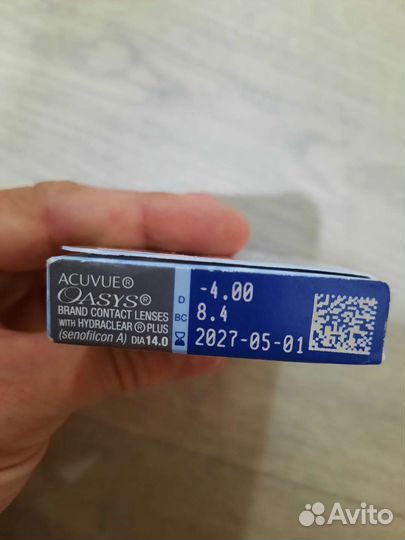 ACUVUE®
OASYS®
BRAND CONTACT LENSES
WITH HYDRACLEAR® PLUS
(senofilcon A) DIA 14.0
D -4.00
BC 8.4
2027-05-01
Avito